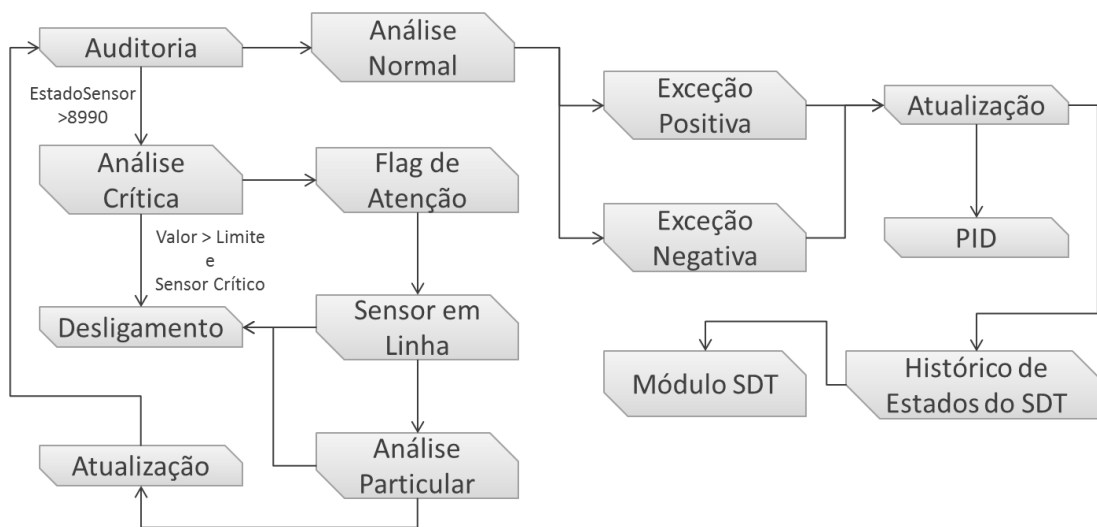 Auditoria
Análise
Normal
EstadoSensor
>8990
Exceção
Positiva
Atualização
Análise
Crítica
Flag de
Atenção
Exceção
Negativa
PID
Valor > Limite
e
Sensor Crítico
Desligamento
Sensor em
Linha
Módulo SDT
Histórico de
Estados do SDT
Atualização
Análise
Particular